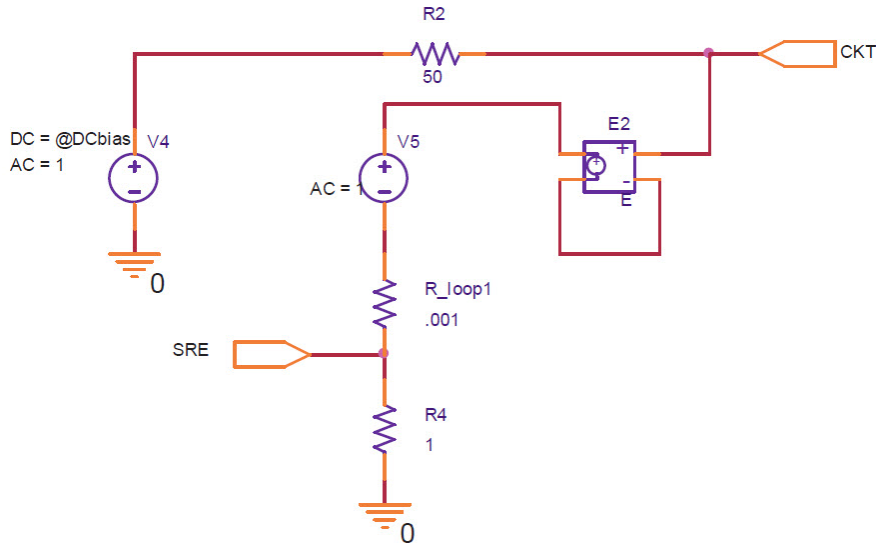 R2
50
CKT
DC = @DCbias
V4
AC = 1
V5
AC = 1
E2
+
-
E
0
R_loop1
.001
SRE
R4
1
0